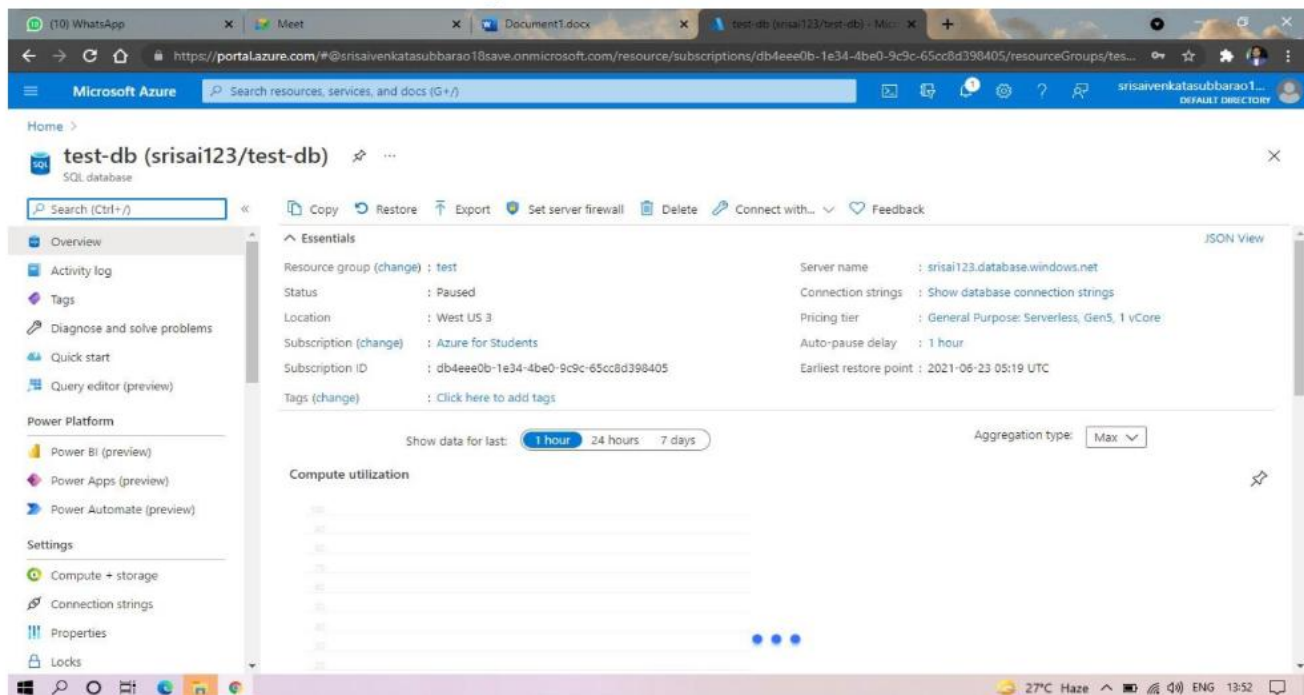 (10) WhatsApp
Meet
Document1.docx
test-db (srisai123/test-db) - Micr
https://portal.azure.com/#@srisaivenkatasubbarao18save.onmicrosoft.com/resource/subscriptions/db4eee0b-1e34-4be0-9c9c-65cc8d398405/resourceGroups/tes...
Microsoft Azure
Search resources, services, and docs (G+/)
1
srisaivenkatasubbarao1...
DEFAULT DIRECTORY
Home >
SQL
test-db (srisai123/test-db)
...
SQL database
Search (Ctrl+/)
«
Copy Restore Export Set server firewall Delete Connect with... Feedback
Overview
Activity log
Tags
Diagnose and solve problems
Quick start
Query editor (preview)
Power Platform
Power BI (preview)
Power Apps (preview)
Power Automate (preview)
Settings
Compute + storage
Connection strings
Properties
Locks
Essentials
JSON View
Resource group (change) : test
Status : Paused
Location : West US 3
Subscription (change) : Azure for Students
Subscription ID : db4eee0b-1e34-4be0-9c9c-65cc8d398405
Tags (change) : Click here to add tags
Server name : srisai123.database.windows.net
Connection strings : Show database connection strings
Pricing tier : General Purpose: Serverless, Gen5, 1 vCore
Auto-pause delay : 1 hour
Earliest restore point : 2021-06-23 05:19 UTC
Show data for last: 1 hour 24 hours 7 days
Aggregation type: Max
Compute utilization
100
27°C Haze ENG 13:52